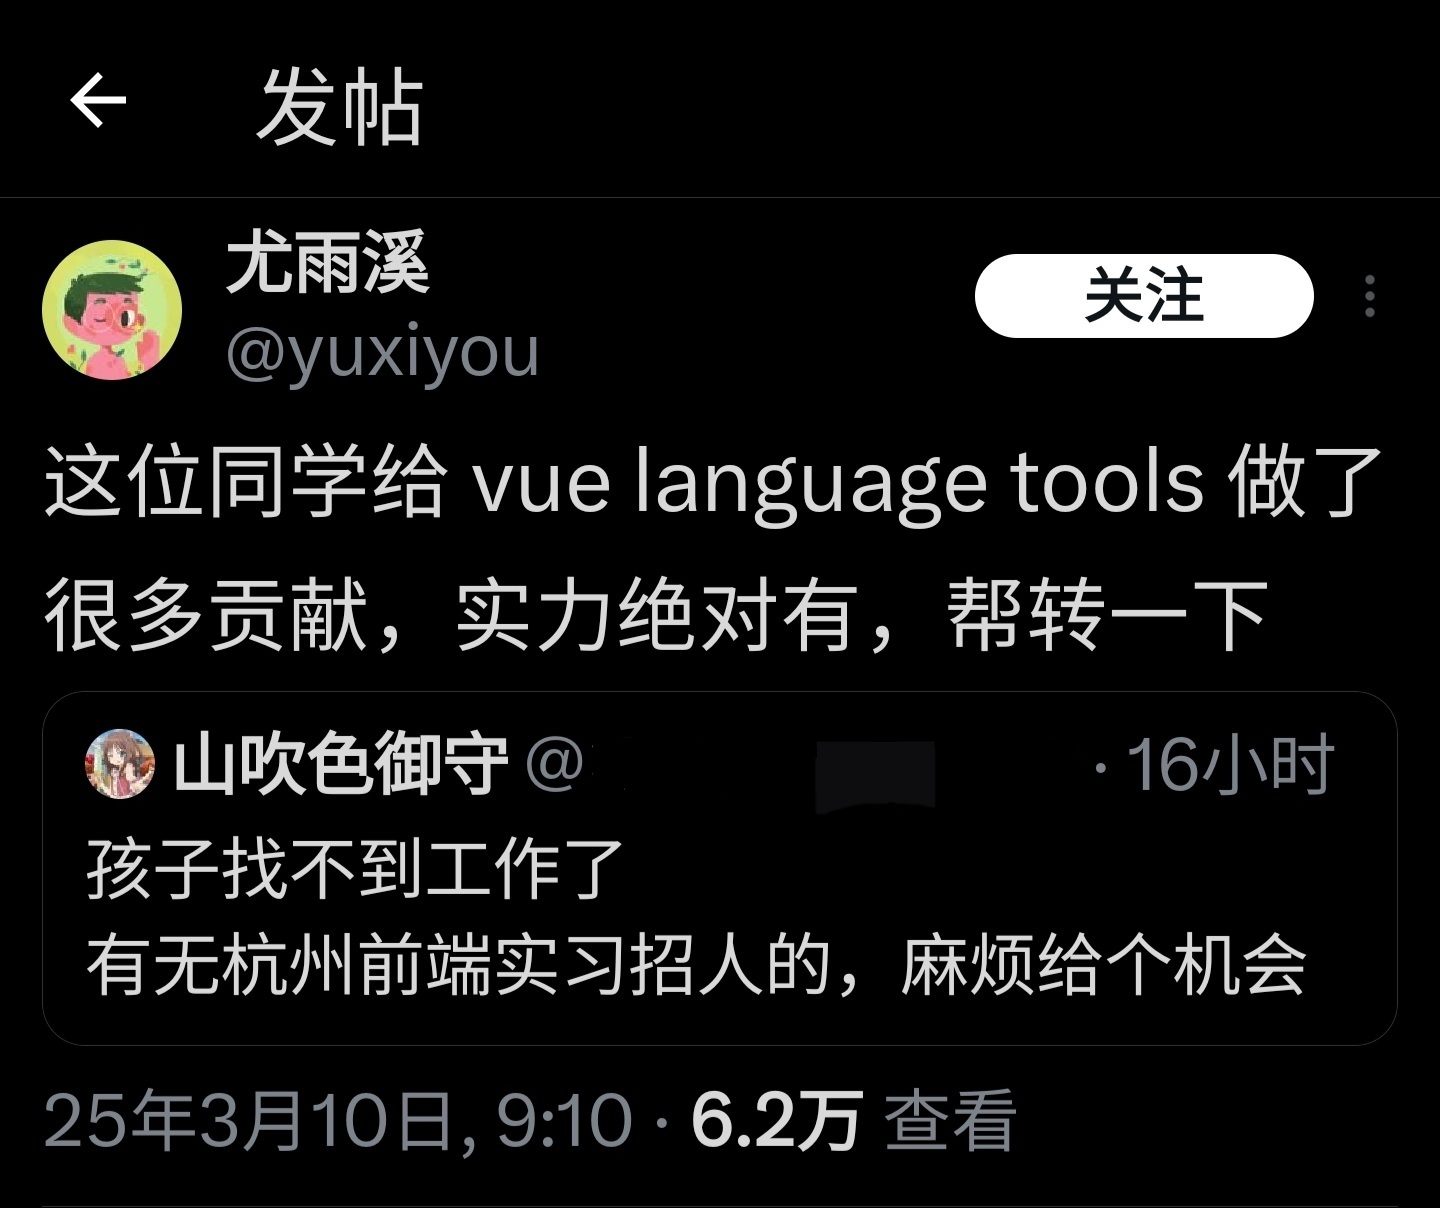 发帖
尤雨溪
关注
@yuxiyou
这位同学给 vue language tools 做了
很多贡献，实力绝对有，帮转一下
山吹色御守 @ · 16小时
孩子找不到工作了
有无杭州前端实习招人的，麻烦给个机会
25年3月10日, 9:10 · 6.2万 查看